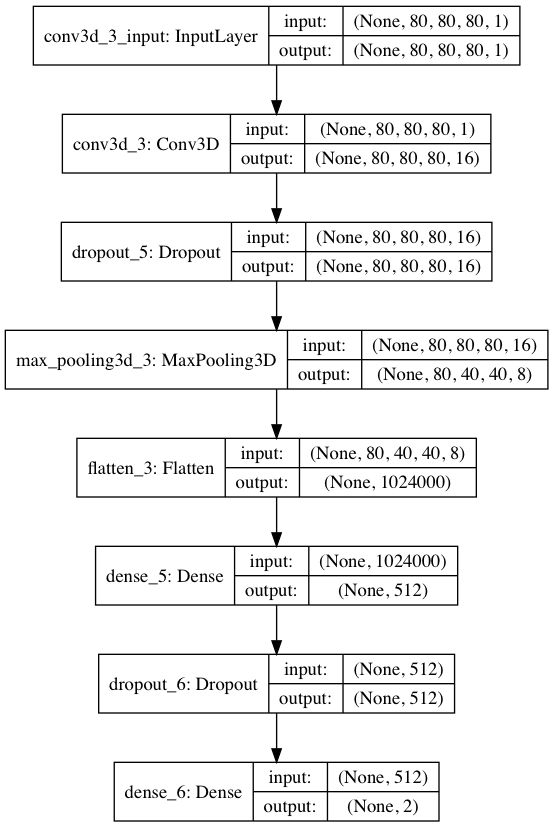 conv3d_3_input: InputLayer
input:
(None, 80, 80, 80, 1)
output:
(None, 80, 80, 80, 1)
conv3d_3: Conv3D
input:
(None, 80, 80, 80, 1)
output:
(None, 80, 80, 80, 16)
dropout_5: Dropout
input:
(None, 80, 80, 80, 16)
output:
(None, 80, 80, 80, 16)
max_pooling3d_3: MaxPooling3D
input:
(None, 80, 80, 80, 16)
output:
(None, 80, 40, 40, 8)
flatten_3: Flatten
input:
(None, 80, 40, 40, 8)
output:
(None, 1024000)
dense_5: Dense
input:
(None, 1024000)
output:
(None, 512)
dropout_6: Dropout
input:
(None, 512)
output:
(None, 512)
dense_6: Dense
input:
(None, 512)
output:
(None, 2)